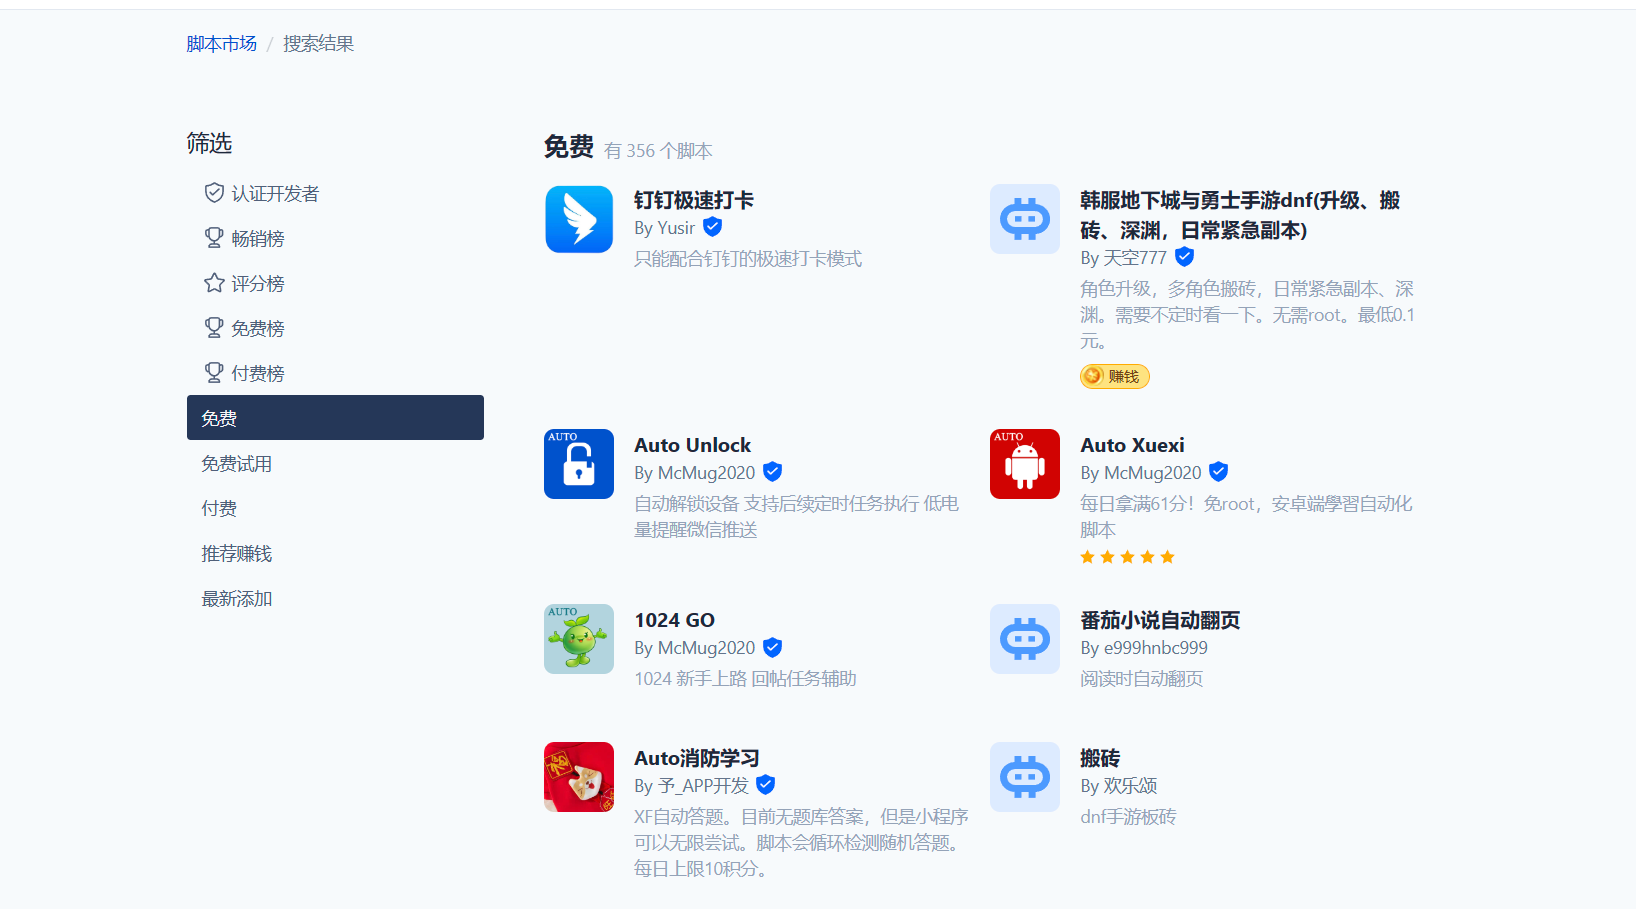 脚本市场 / 搜索结果
筛选
认证开发者
畅销榜
评分榜
免费榜
付费榜
免费
免费试用
付费
推荐赚钱
最新添加
免费 有 356 个脚本
钉钉极速打卡
By Yusir
只能配合钉钉的极速打卡模式
韩服地下城与勇士手游dnf(升级、搬
砖、深渊，日常紧急副本)
By 天空777
角色升级，多角色搬砖，日常紧急副本、深
渊。需要不定时看一下。无需root。最低0.1
元。
赚钱
AUTO
Auto Unlock
By McMug2020
自动解锁设备 支持后续定时任务执行 低电
量提醒微信推送
AUTO
Auto Xuexi
By McMug2020
每日拿满61分！免root，安卓端學習自动化
脚本
AUTO
1024 GO
By McMug2020
1024 新手上路 回帖任务辅助
番茄小说自动翻页
By e999hnbc999
阅读时自动翻页
福
Auto消防学习
By 予_APP开发
XF自动答题。目前无题库答案，但是小程序
可以无限尝试。脚本会循环检测随机答题。
每日上限10积分。
搬砖
By 欢乐颂
dnf手游板砖